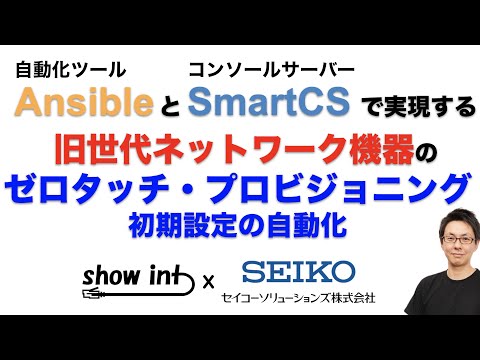 自動化ツール コンソールサーバー
Ansible と SmartCS で実現する
旧世代ネットワーク機器の
ゼロタッチ・プロビジョニング
初期設定の自動化
show int x SEIKO
セイコーソリューションズ株式会社